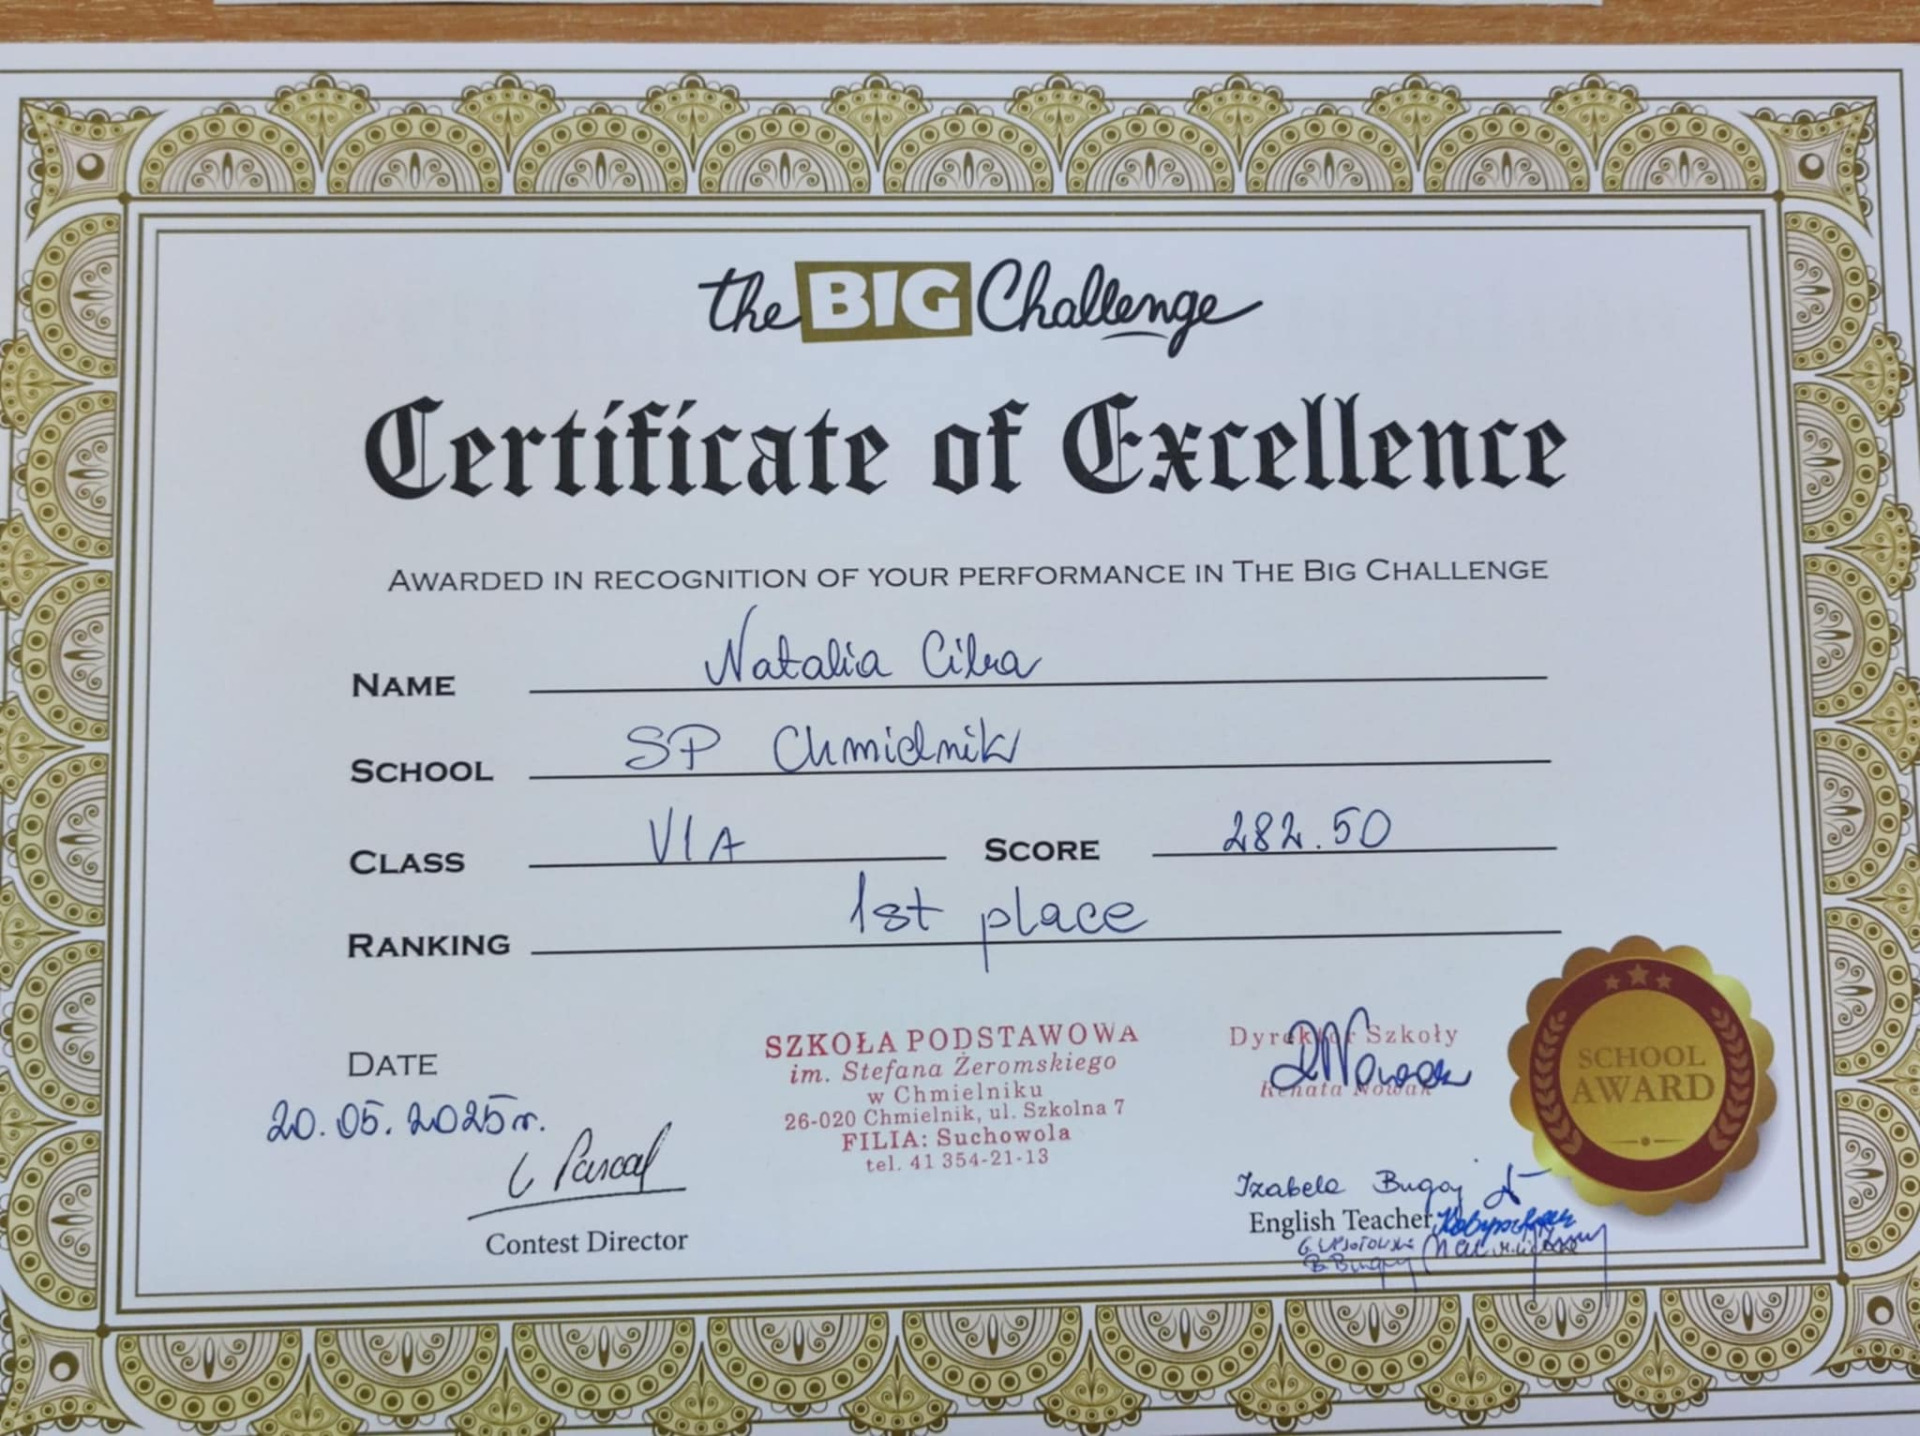 the BIG Challenge
Certificate of Excellence
AWARDED IN RECOGNITION OF YOUR PERFORMANCE IN THE BIG CHALLENGE
NAME Natalia
SCHOOL SP Chmielnik
CLASS VI A SCORE 282.50
RANKING 1st place
DATE
20.05.2025r.
Contest Director
SZKOŁA PODSTAWOWA
im. Stefana Żeromskiego
w Chmielniku
26-020 Chmielnik, ul. Szkolna 7
FILIA: Suchowola
tel. 41 354-21-13
Dyrektor Szkoły
Renata Nowak
SCHOOL
AWARD
Izabela Bugaj
English Teacher